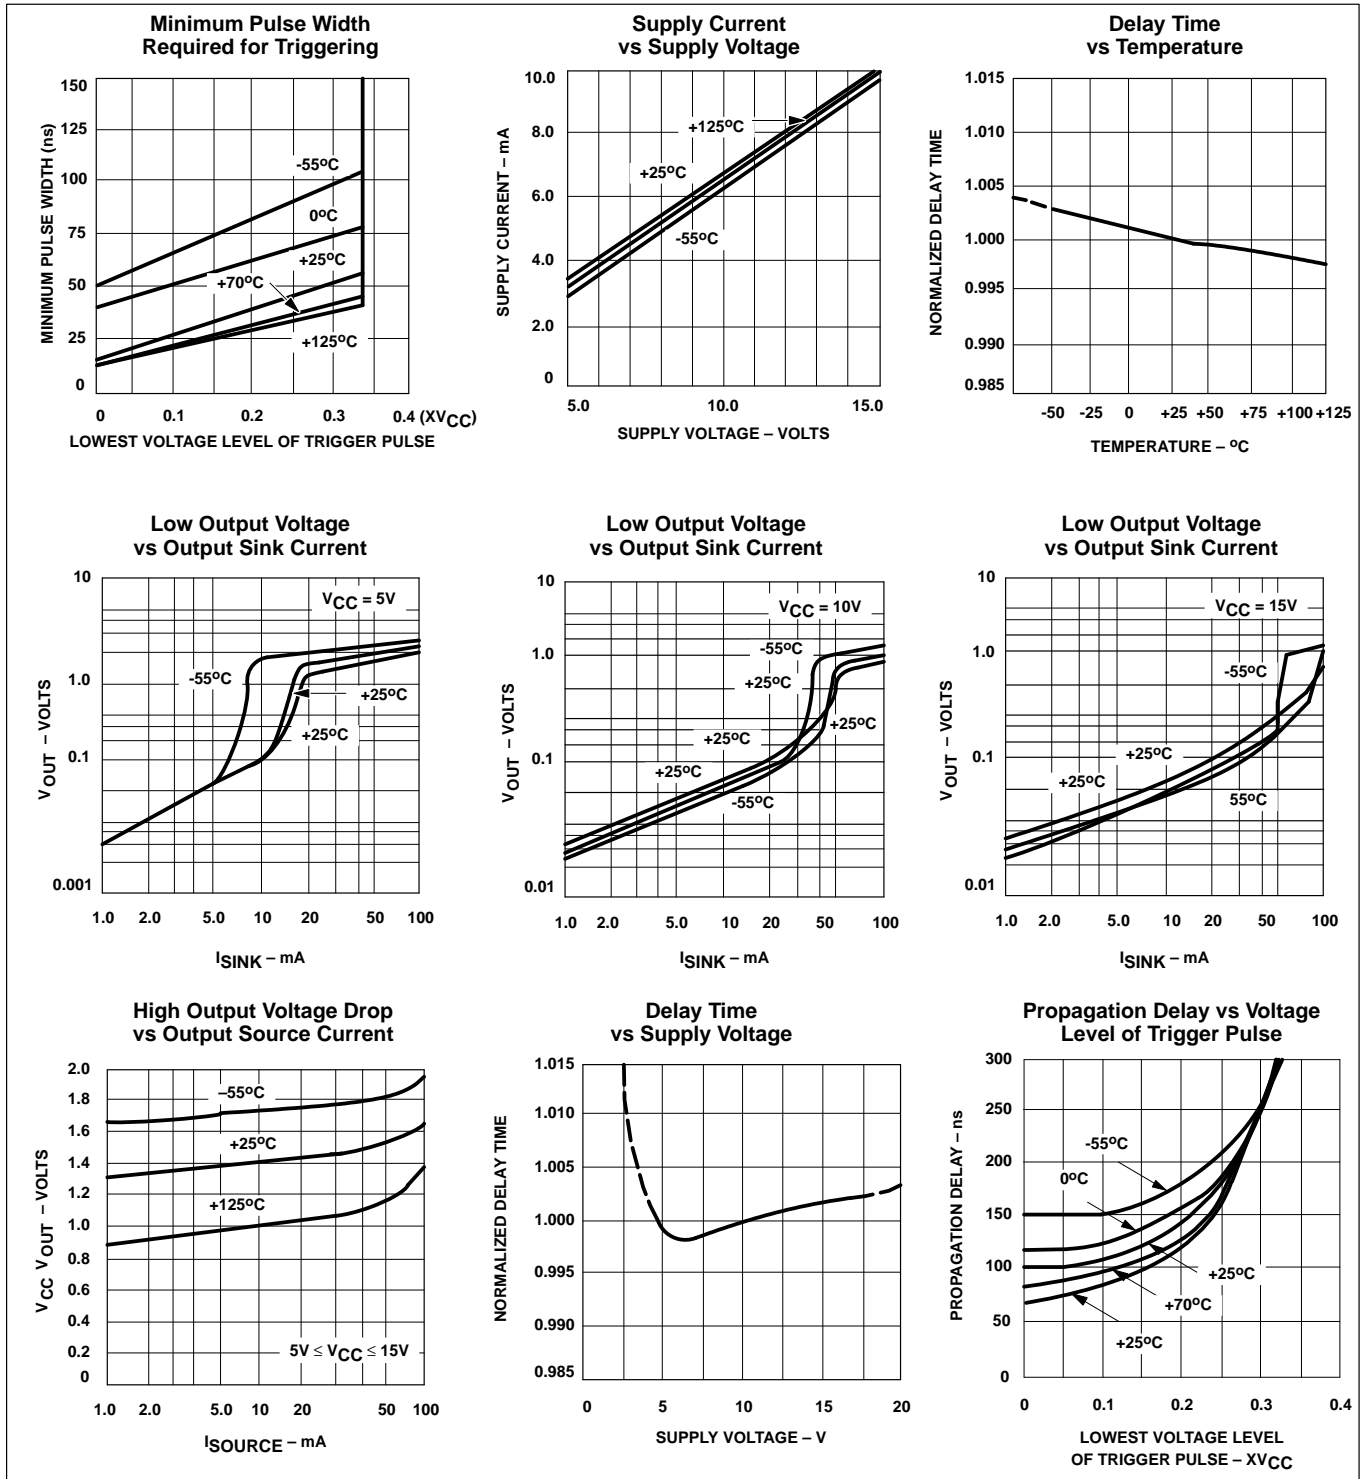 Minimum Pulse Width
Required for Triggering
150
125
100
75
50
25
0
MINIMUM PULSE WIDTH (ns)
-55°C
0°C
+25°C
+70°C
+125°C
0 0.1 0.2 0.3 0.4 (XVCC)
LOWEST VOLTAGE LEVEL OF TRIGGER PULSE
Supply Current
vs Supply Voltage
10.0
8.0
6.0
4.0
2.0
0
SUPPLY CURRENT – mA
+125°C
+25°C
-55°C
5.0 10.0 15.0
SUPPLY VOLTAGE – VOLTS
Delay Time
vs Temperature
1.015
1.010
1.005
1.000
0.995
0.990
0.985
NORMALIZED DELAY TIME
-50 -25 0 +25 +50 +75 +100 +125
TEMPERATURE – °C
Low Output Voltage
vs Output Sink Current
10
1.0
0.1
0.001
VOUT – VOLTS
VCC = 5V
-55°C
+25°C
+25°C
1.0 2.0 5.0 10 20 50 100
ISINK – mA
Low Output Voltage
vs Output Sink Current
10
1.0
0.1
0.01
VOUT – VOLTS
VCC = 10V
-55°C
+25°C
+25°C
+25°C
+25°C
-55°C
1.0 2.0 5.0 10 20 50 100
ISINK – mA
Low Output Voltage
vs Output Sink Current
10
1.0
0.1
0.01
VOUT – VOLTS
VCC = 15V
-55°C
+25°C
+25°C
55°C
1.0 2.0 5.0 10 20 50 100
ISINK – mA
High Output Voltage Drop
vs Output Source Current
2.0
1.8
1.6
1.4
1.2
1.0
0.8
0.6
0.4
0.2
0
VCC VOUT – VOLTS
–55°C
+25°C
+125°C
5V ≤ VCC ≤ 15V
1.0 2.0 5.0 10 20 50 100
ISOURCE – mA
Delay Time
vs Supply Voltage
1.015
1.010
1.005
1.000
0.995
0.990
0.985
NORMALIZED DELAY TIME
0 5 10 15 20
SUPPLY VOLTAGE – V
Propagation Delay vs Voltage
Level of Trigger Pulse
300
250
200
150
100
50
0
PROPAGATION DELAY – ns
-55°C
0°C
+25°C
+70°C
+25°C
0 0.1 0.2 0.3 0.4
LOWEST VOLTAGE LEVEL
OF TRIGGER PULSE – XVCC